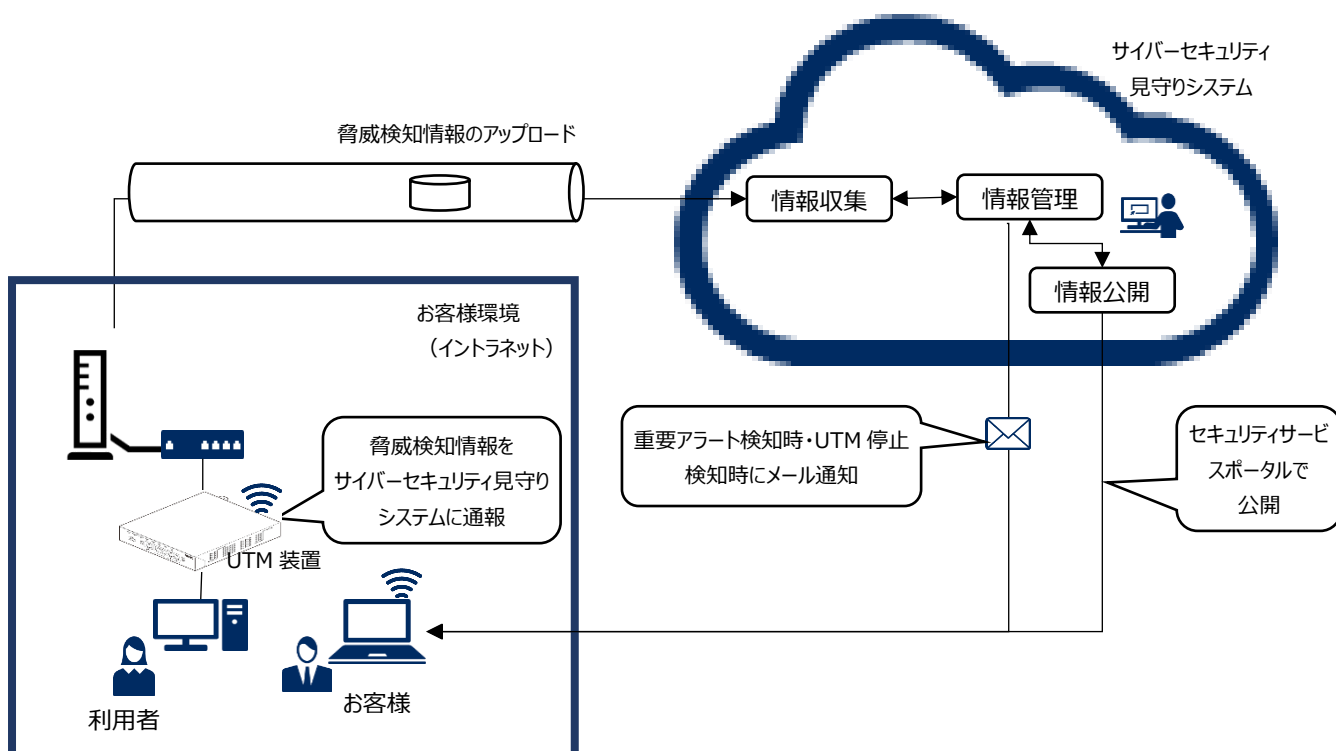 サイバーセキュリティ
見守りシステム
脅威検知情報のアップロード
情報収集
情報管理
情報公開
お客様環境
（イントラネット）
脅威検知情報を
サイバーセキュリティ見守り
システムに通報
UTM 装置
重要アラート検知時・UTM 停止
検知時にメール通知
セキュリティサービ
スポータルで
公開
利用者
お客様